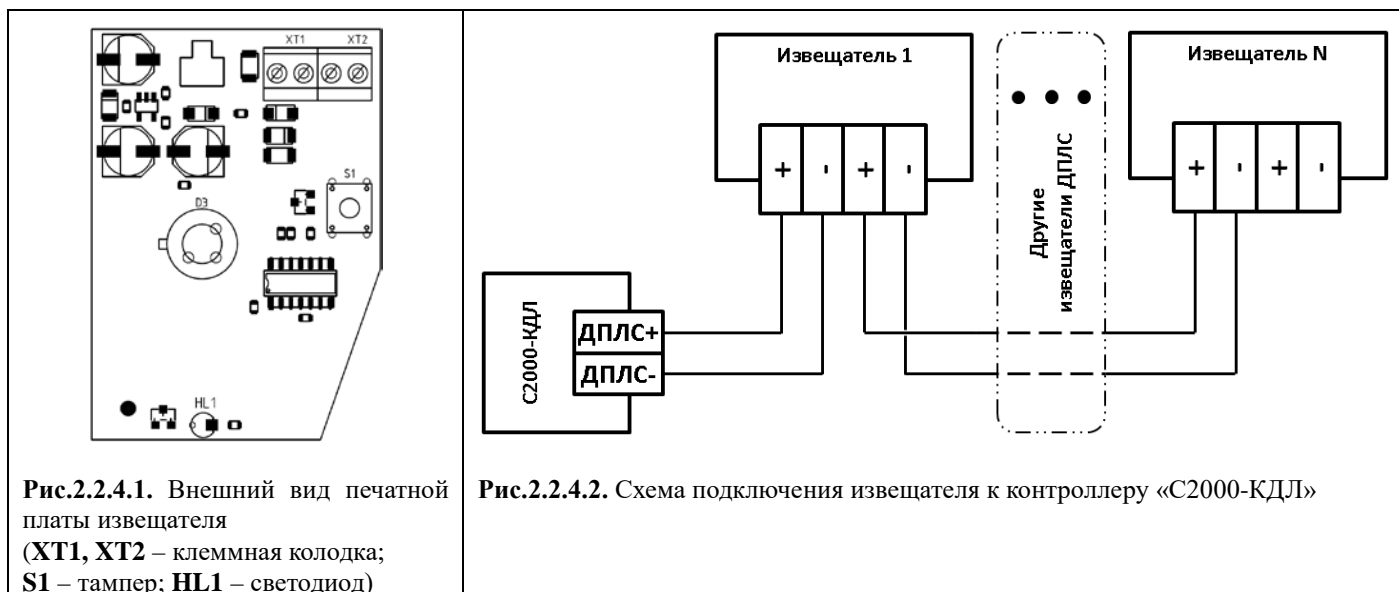 XT1 XT2
S1
D3
HL1
Рис.2.2.4.1. Внешний вид печатной
платы извещателя
(XT1, XT2 – клеммная колодка;
S1 – тампер; HL1 – светодиод)
Извещатель 1
+ - + -
Другие
извещатели ДПЛС
Извещатель N
+ - + -
С2000-КДЛ
ДПЛС+
ДПЛС-
Рис.2.2.4.2. Схема подключения извещателя к контроллеру «С2000-КДЛ»